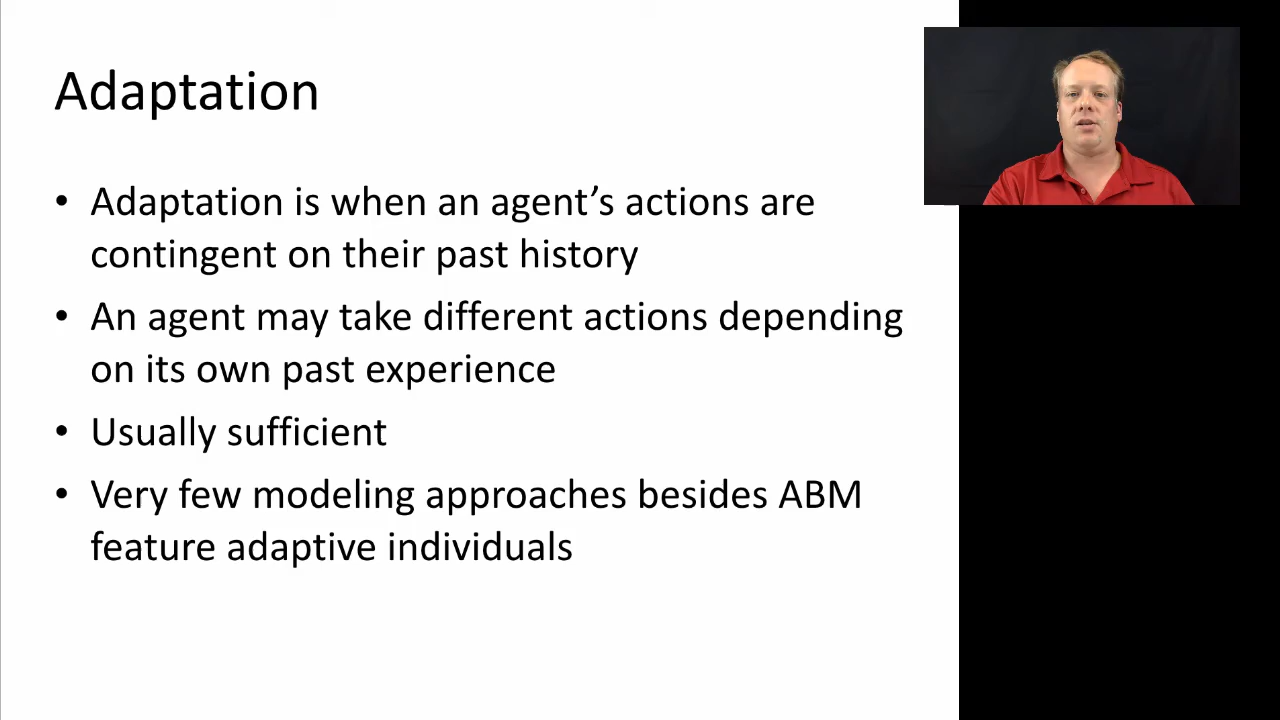 Adaptation
• Adaptation is when an agent’s actions are
contingent on their past history
• An agent may take different actions depending
on its own past experience
• Usually sufficient
• Very few modeling approaches besides ABM
feature adaptive individuals